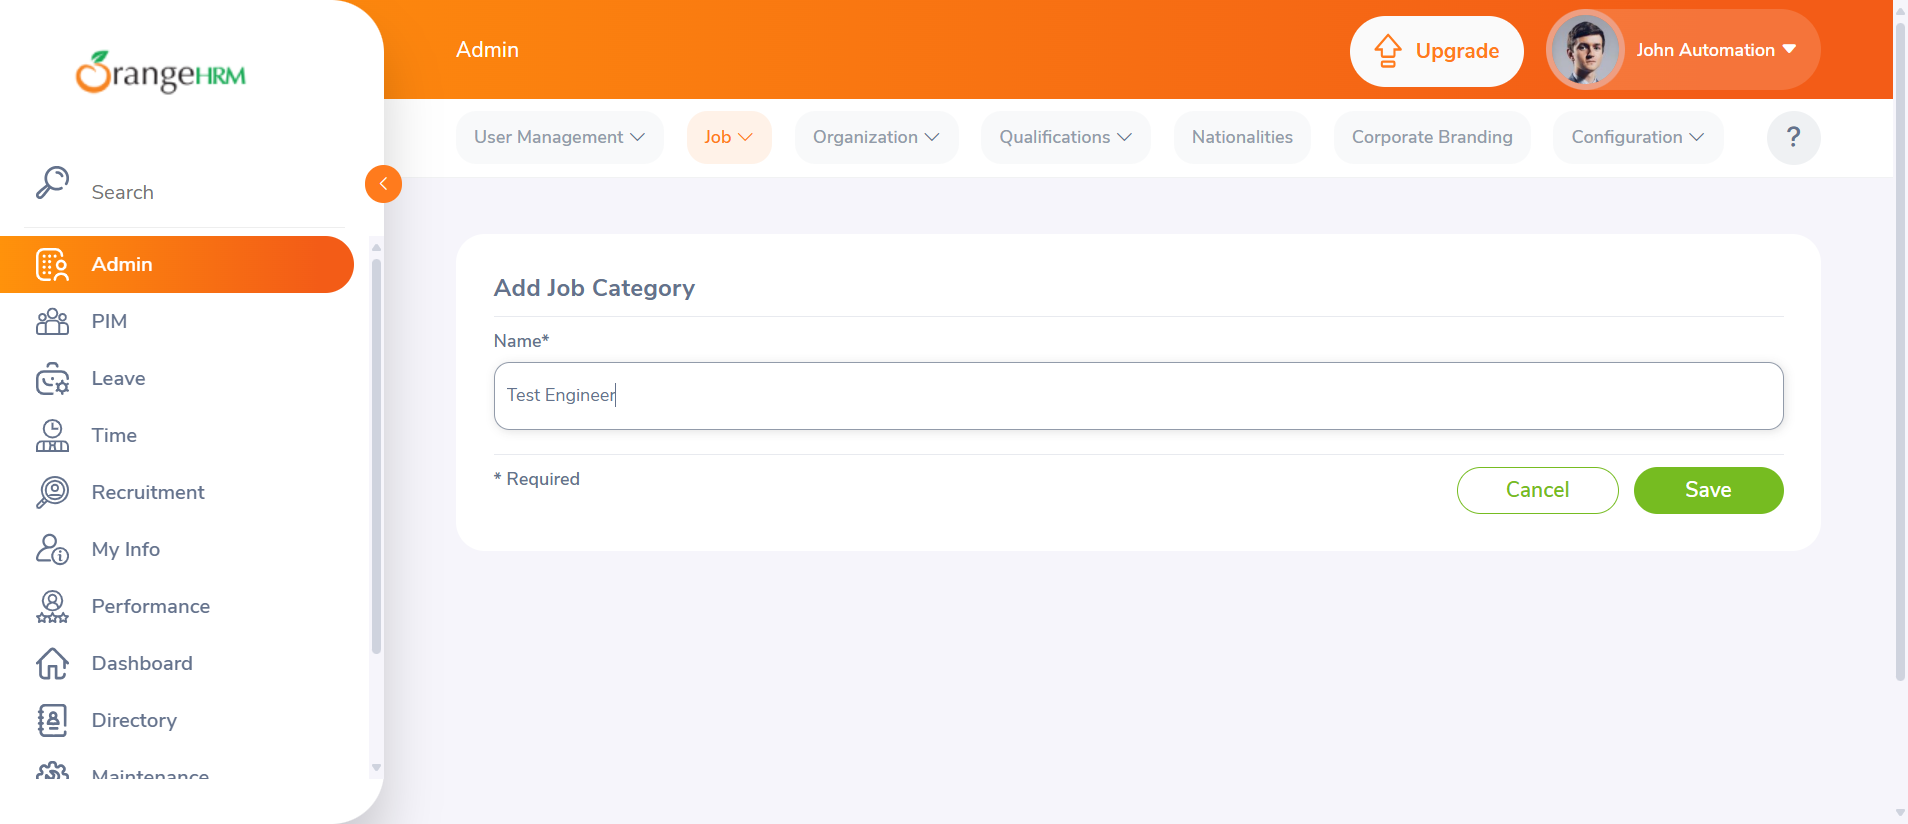 OrangeHRM
Search
Admin
PIM
Leave
Time
Recruitment
My Info
Performance
Dashboard
Directory
Maintenance
Admin
Upgrade
John Automation
User Management
Job
Organization
Qualifications
Nationalities
Corporate Branding
Configuration
?
Add Job Category
Name*
Test Engineer
* Required
Cancel
Save